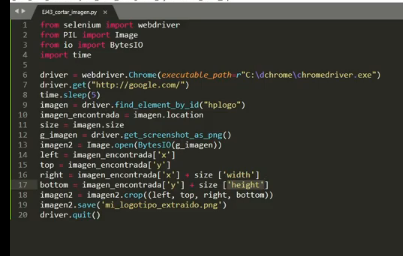 EJ43_cortar_imagen.py ×
1 from selenium import webdriver
2 from PIL import Image
3 from io import BytesIO
4 import time
5
6 driver = webdriver.Chrome(executable_path=r"C:\dchrome\chromedriver.exe")
7 driver.get("http://google.com/")
8 time.sleep(5)
9 imagen = driver.find_element_by_id("hplogo")
10 imagen_encontrada = imagen.location
11 size = imagen.size
12 g_imagen = driver.get_screenshot_as_png()
13 imagen2 = Image.open(BytesIO(g_imagen))
14 left = imagen_encontrada['x']
15 top = imagen_encontrada['y']
16 right = imagen_encontrada['x'] + size ['width']
17 bottom = imagen_encontrada['y'] + size ['height']
18 imagen2 = imagen2.crop((left, top, right, bottom))
19 imagen2.save('mi_logotipo_extraido.png')
20 driver.quit()